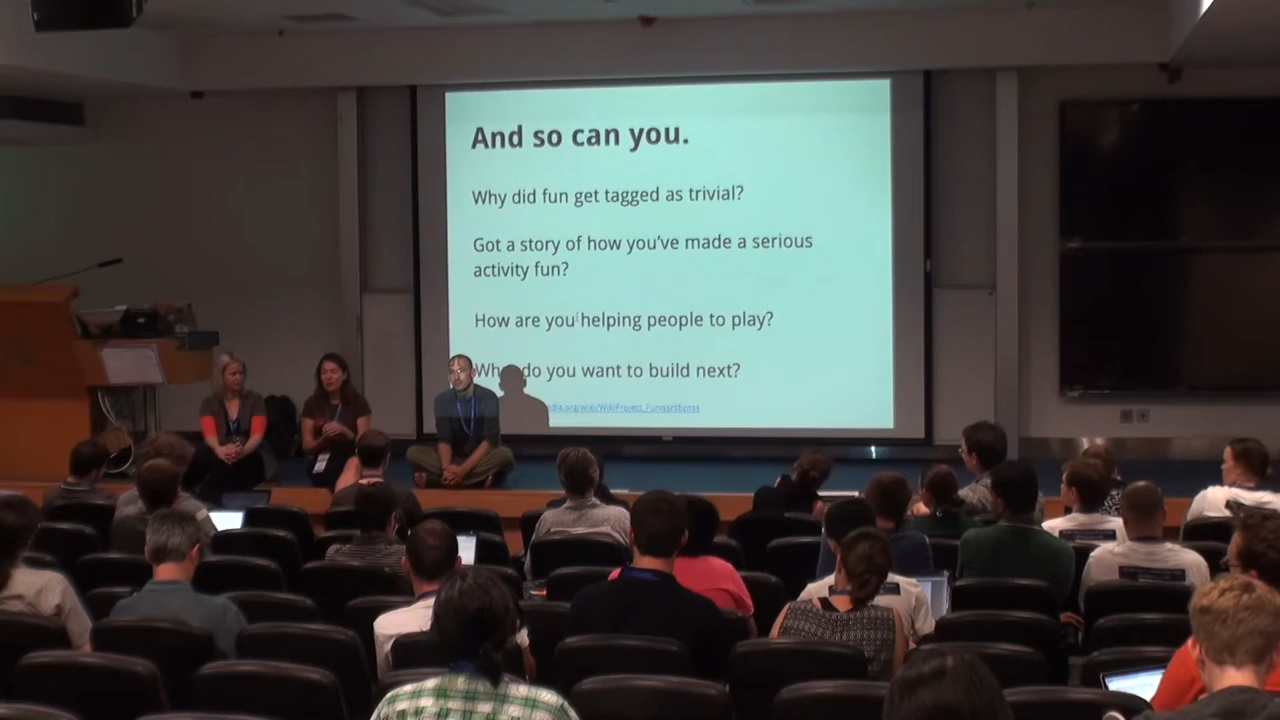 And so can you.
Why did fun get tagged as trivial?
Got a story of how you've made a serious
activity fun?
How are you helping people to play?
do you want to build next?